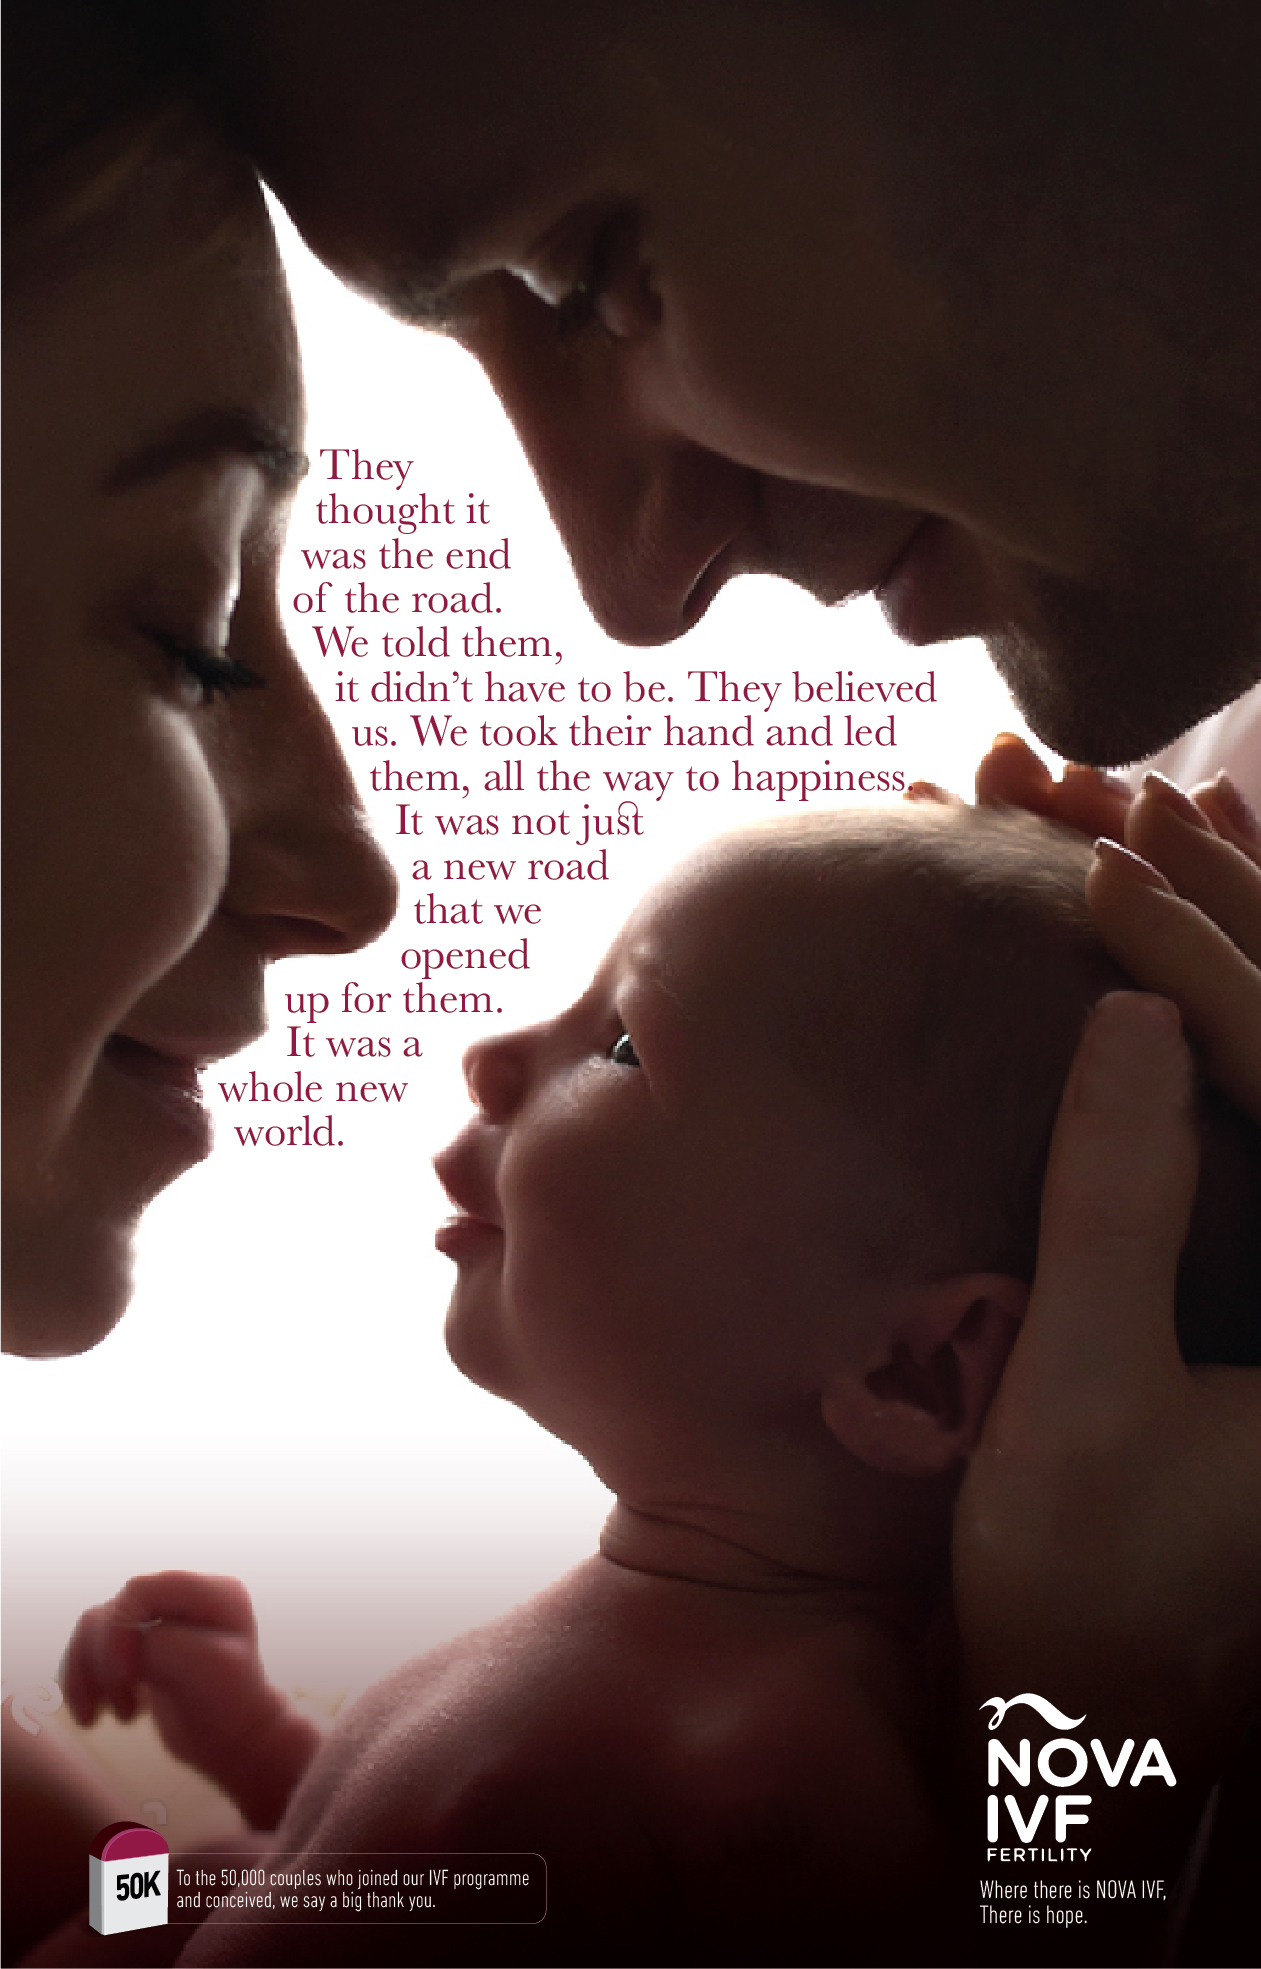 They
thought it
was the end
of the road.
We told them,
it didn't have to be. They believed
us. We took their hand and led
them, all the way to happiness.
It was not just
a new road
that we
opened
up for them.
It was a
whole new
world.
50K
To the 50,000 couples who joined our IVF programme
and conceived, we say a big thank you.
NOVA
IVF
FERTILITY
Where there is NOVA IVF,
There is hope.